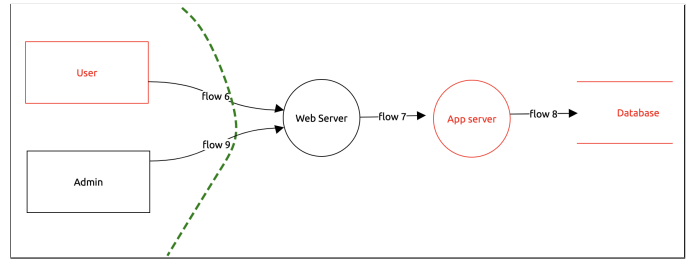 User
flow 6
Web Server
flow 7
App server
flow 8
Database
flow 9
Admin